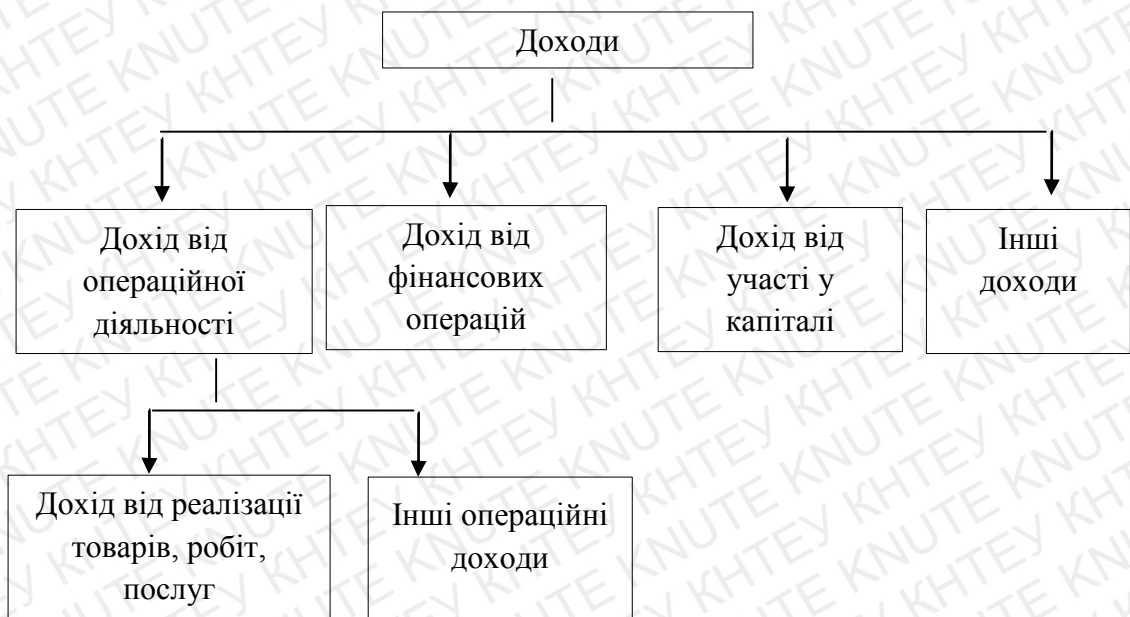 Доходи
Дохід від
операційної
діяльності
Дохід від
фінансових
операцій
Дохід від
участі у
капіталі
Інші
доходи
Дохід від реалізації
товарів, робіт,
послуг
Інші операційні
доходи